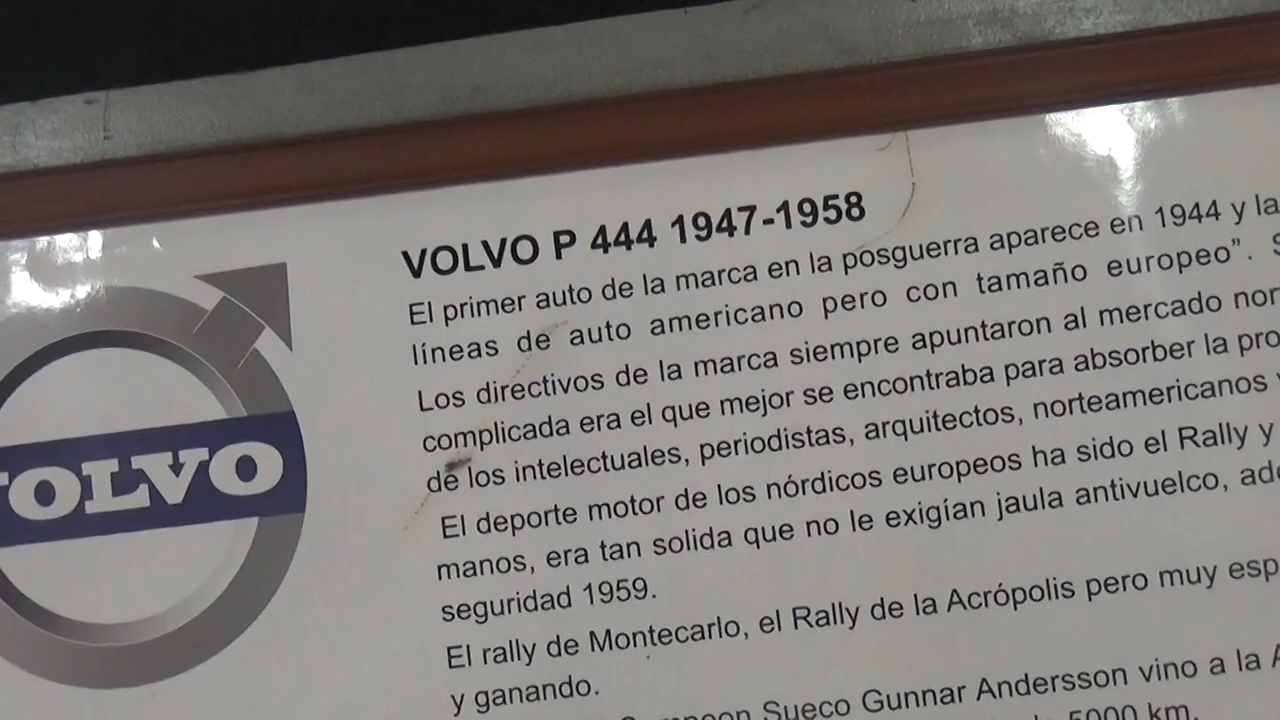 VOLVO
VOLVO P 444 1947-1958
El primer auto de la marca en la posguerra aparece en 1944 y la
líneas de auto americano pero con tamaño europeo”. S
Los directivos de la marca siempre apuntaron al mercado nor
complicada era el que mejor se encontraba para absorber la pro
de los intelectuales, periodistas, arquitectos, norteamericanos
El deporte motor de los nórdicos europeos ha sido el Rally y
manos, era tan solida que no le exigían jaula antivuelco, ade
seguridad 1959.
El rally de Montecarlo, el Rally de la Acrópolis pero muy esp
y ganando.
Sueco Gunnar Andersson vino a la A
5000 km.